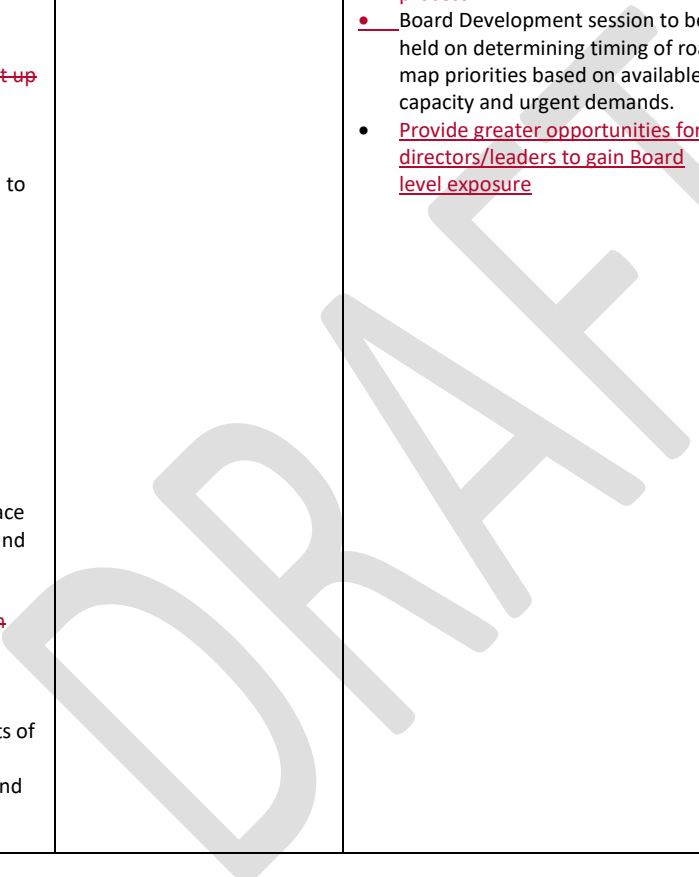 t up
to
ace
nd
ts of
nd
Board Development session to be
held on determining timing of
map priorities based on available
capacity and urgent demands.
Provide greater opportunities for
directors/leaders to gain Board
level exposure
DRAFT